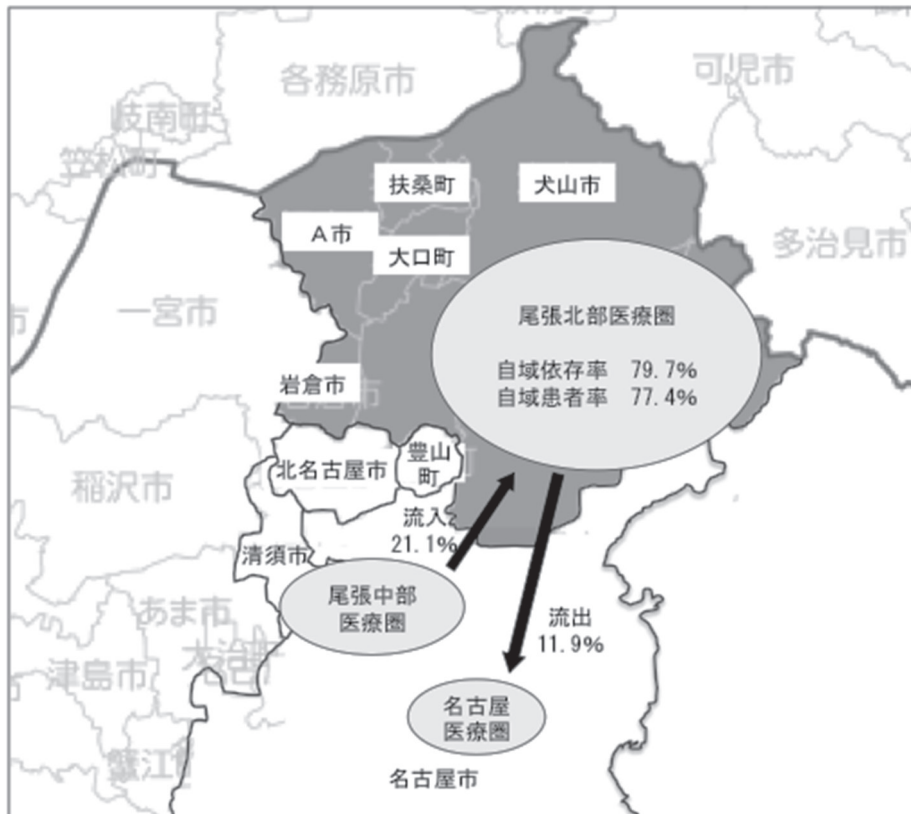 各務原市
可児市
岐南町
笠松町
扶桑町
犬山市
A市
大口町
多治見市
一宮市
尾張北部医療圏
自域依存率 79.7%
自域患者率 77.4%
岩倉市
豊山
町
北名古屋市
稲沢市
流入
21.1%
清須市
尾張中部
医療圏
あま市
流出
11.9%
大治町
津島市
名古屋
医療圏
蟹江
名古屋市